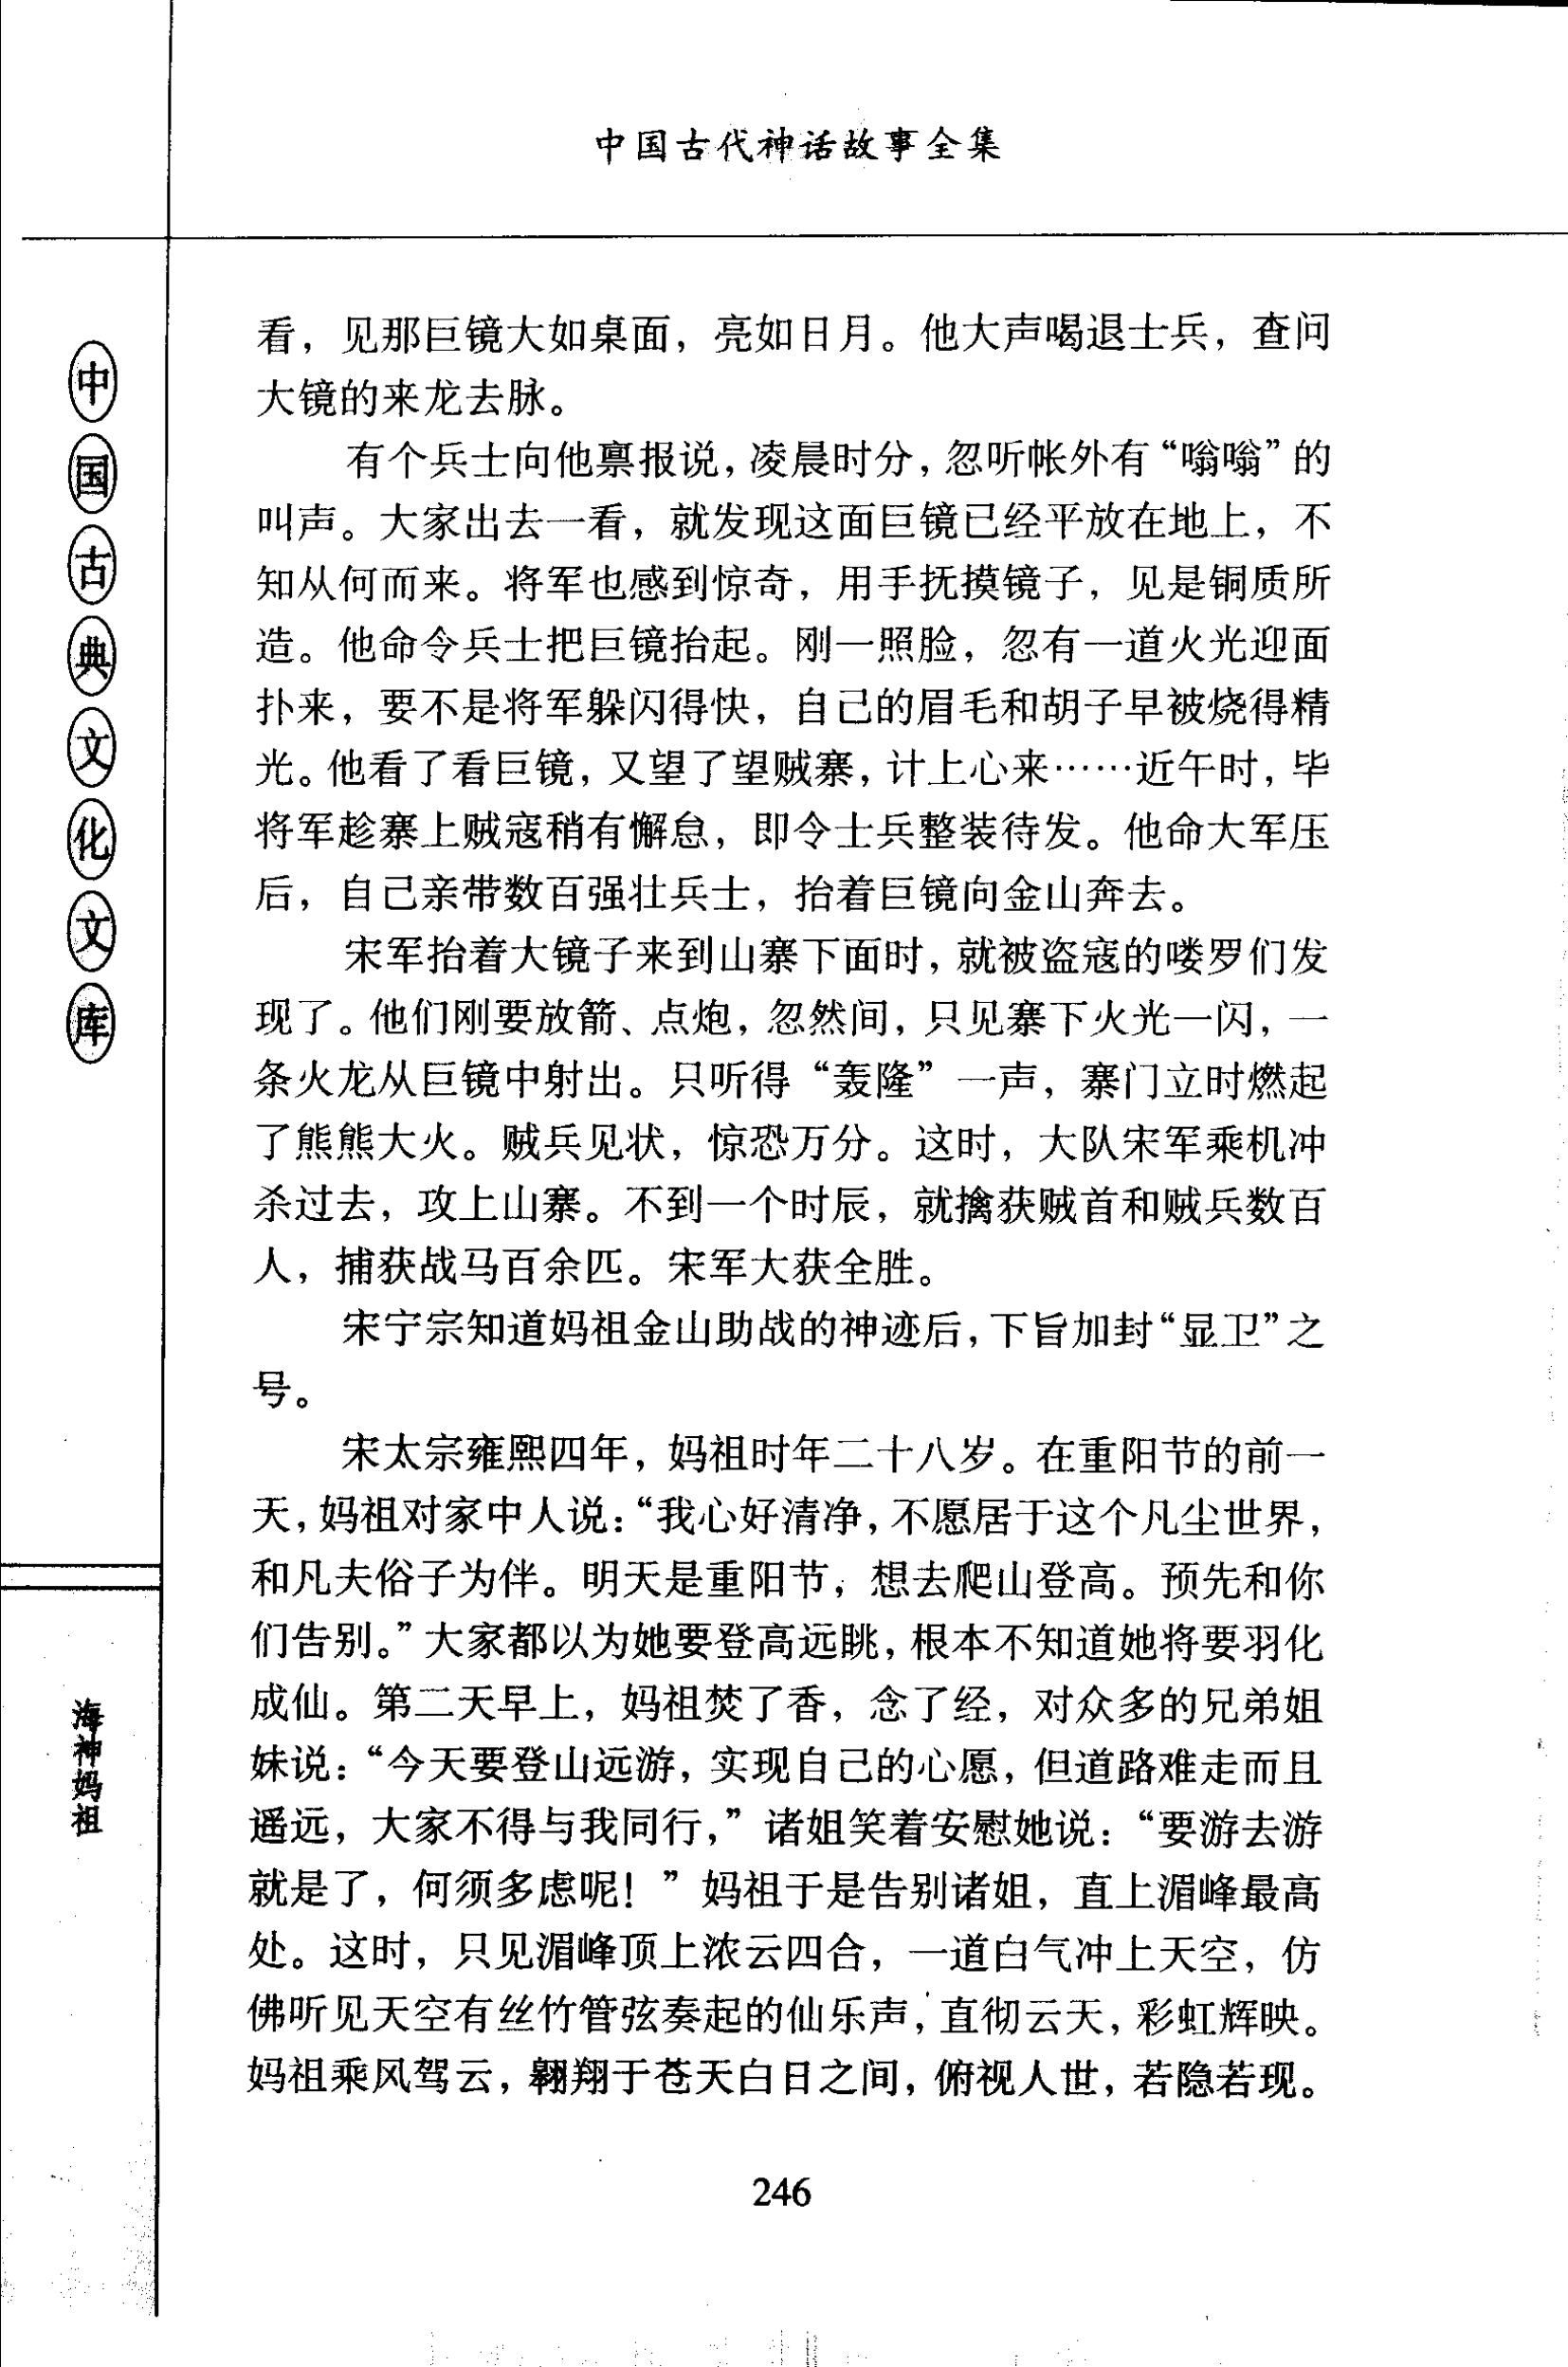 中国古代神话故事全集
中国古典文化文库
海神妈祖
看，见那巨镜大如桌面，亮如日月。他大声喝退士兵，查问
大镜的来龙去脉。
有个兵士向他禀报说，凌晨时分，忽听帐外有“嗡嗡”的
叫声。大家出去一看，就发现这面巨镜已经平放在地上，不
知从何而来。将军也感到惊奇，用手抚摸镜子，见是铜质所
造。他命令兵士把巨镜抬起。刚一照脸，忽有一道火光迎面
扑来，要不是将军躲闪得快，自己的眉毛和胡子早被烧得精
光。他看了看巨镜，又望了望贼寨，计上心来……近午时，毕
将军趁寨上贼寇稍有懈怠，即令士兵整装待发。他命大军压
后，自己亲带数百强壮兵士，抬着巨镜向金山奔去。
宋军抬着大镜子来到山寨下面时，就被盗寇的喽罗们发
现了。他们刚要放箭、点炮，忽然间，只见寨下火光一闪，一
条火龙从巨镜中射出。只听得“轰隆”一声，寨门立时燃起
了熊熊大火。贼兵见状，惊恐万分。这时，大队宋军乘机冲
杀过去，攻上山寨。不到一个时辰，就擒获贼首和贼兵数百
人，捕获战马百余匹。宋军大获全胜。
宋宁宗知道妈祖金山助战的神迹后，下旨加封“显卫”之
号。
宋太宗雍熙四年，妈祖时年二十八岁。在重阳节的前一
天，妈祖对家中人说：“我心好清净，不愿居于这个凡尘世界，
和凡夫俗子为伴。明天是重阳节，想去爬山登高。预先和你
们告别。”大家都以为她要登高远眺，根本不知道她将要羽化
成仙。第二天早上，妈祖焚了香，念了经，对众多的兄弟姐
妹说：“今天要登山远游，实现自己的心愿，但道路难走而且
遥远，大家不得与我同行，”诸姐笑着安慰她说：“要游去游
就是了，何须多虑呢！”妈祖于是告别诸姐，直上湄峰最高
处。这时，只见湄峰顶上浓云四合，一道白气冲上天空，仿
佛听见天空有丝竹管弦奏起的仙乐声，直彻云天，彩虹辉映。
妈祖乘风驾云，翱翔于苍天白日之间，俯视人世，若隐若现。
246